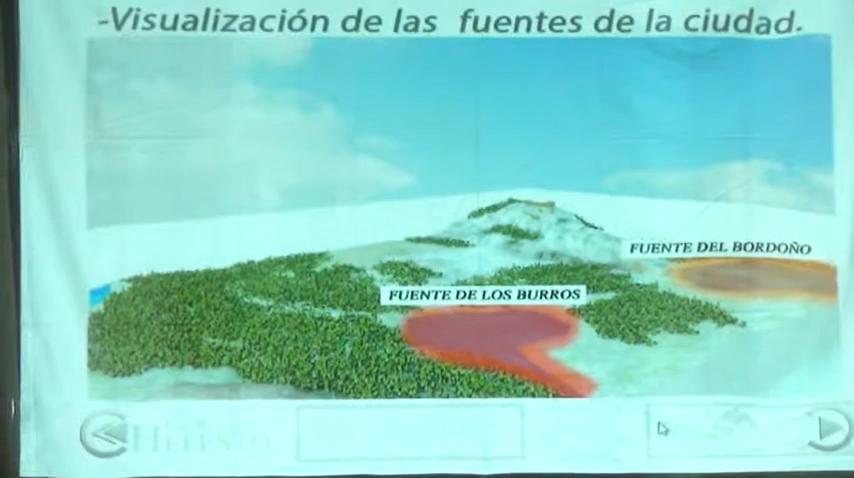 -Visualización de las fuentes de la ciudad.
FUENTE DEL BORDOÑO
FUENTE DE LOS BURROS